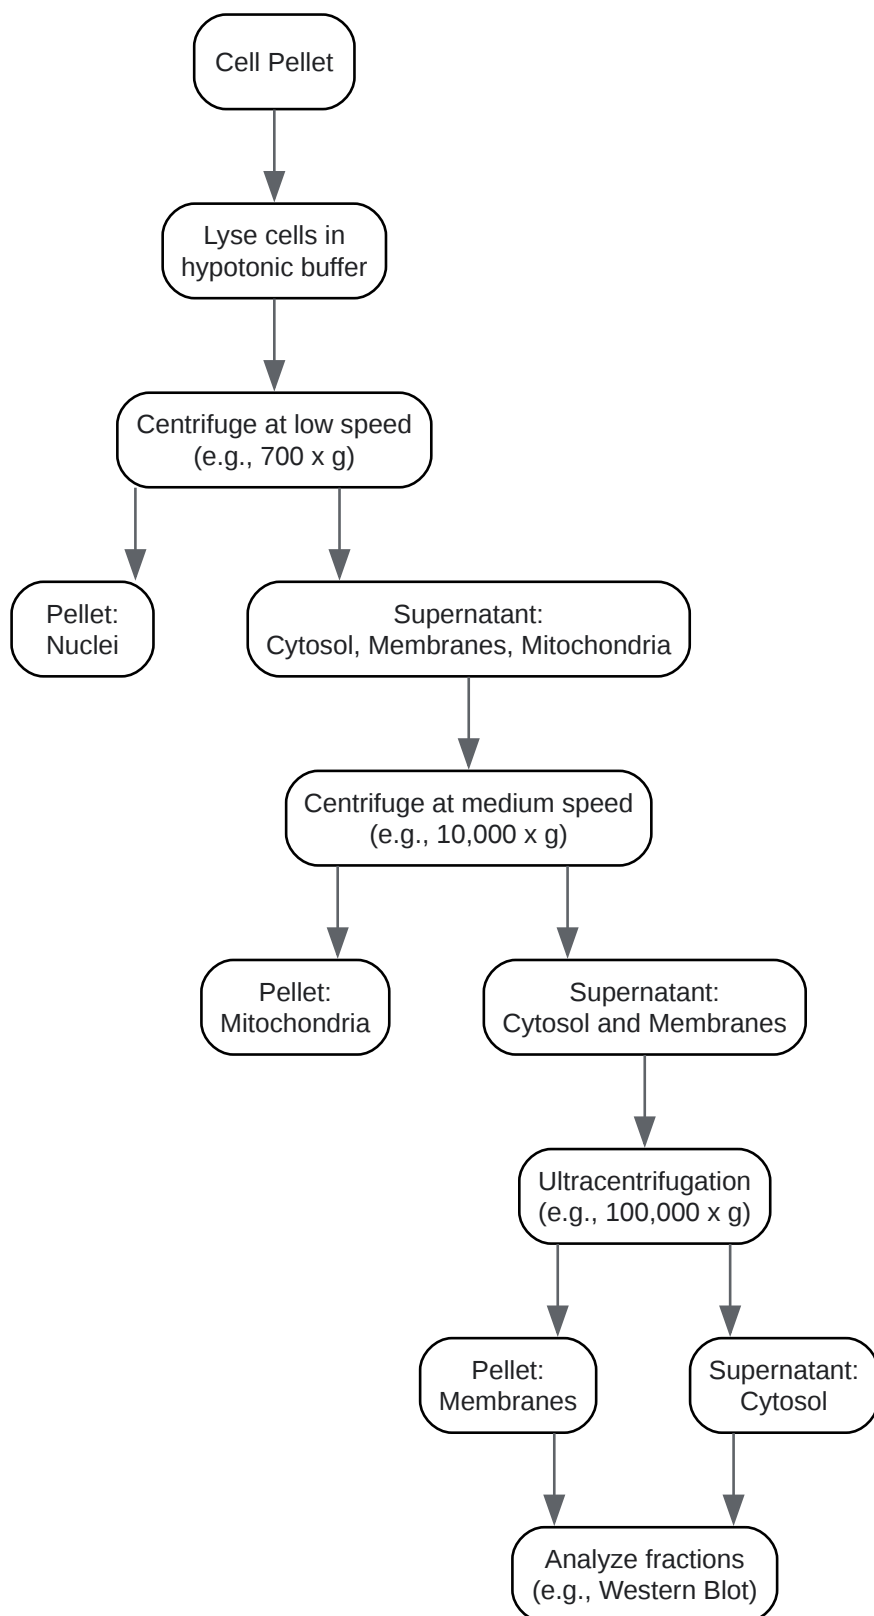 Cell Pellet
Lyse cells in
hypotonic buffer
Centrifuge at low speed
(e.g., 700 x g)
Pellet:
Nuclei
Supernatant:
Cytosol, Membranes, Mitochondria
Centrifuge at medium speed
(e.g., 10,000 x g)
Pellet:
Mitochondria
Supernatant:
Cytosol and Membranes
Ultracentrifugation
(e.g., 100,000 x g)
Pellet:
Membranes
Supernatant:
Cytosol
Analyze fractions
(e.g., Western Blot)